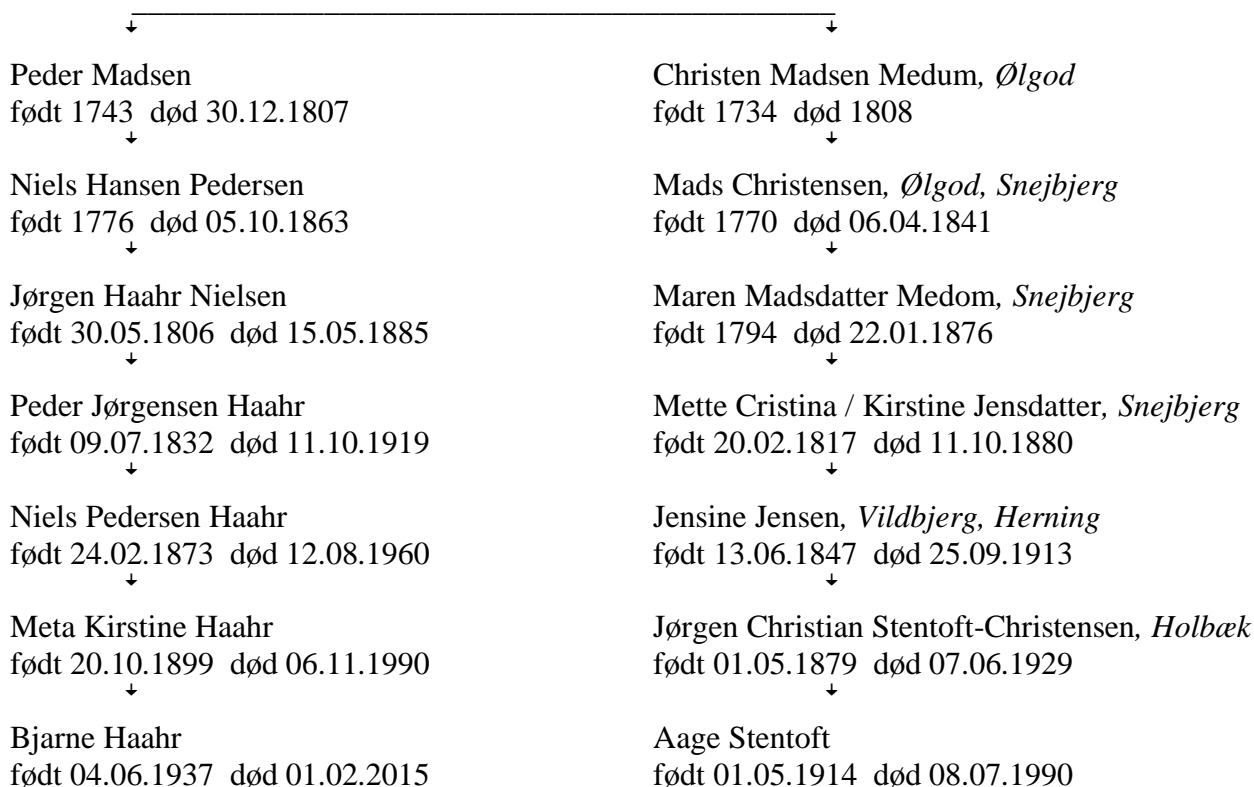 Peder Madsen
født 1743 død 30.12.1807
Niels Hansen Pedersen
født 1776 død 05.10.1863
Jørgen Haahr Nielsen
født 30.05.1806 død 15.05.1885
Peder Jørgensen Haahr
født 09.07.1832 død 11.10.1919
Niels Pedersen Haahr
født 24.02.1873 død 12.08.1960
Meta Kirstine Haahr
født 20.10.1899 død 06.11.1990
Bjarne Haahr
født 04.06.1937 død 01.02.2015
Christen Madsen Medum, Ølgod
født 1734 død 1808
Mads Christensen, Ølgod, Snejbjerg
født 1770 død 06.04.1841
Maren Madsdatter Medom, Snejbjerg
født 1794 død 22.01.1876
Mette Cristina / Kirstine Jensdatter, Snejbjerg
født 20.02.1817 død 11.10.1880
Jensine Jensen, Vildbjerg, Herning
født 13.06.1847 død 25.09.1913
Jørgen Christian Stentoft-Christensen, Holbæk
født 01.05.1879 død 07.06.1929
Aage Stentoft
født 01.05.1914 død 08.07.1990